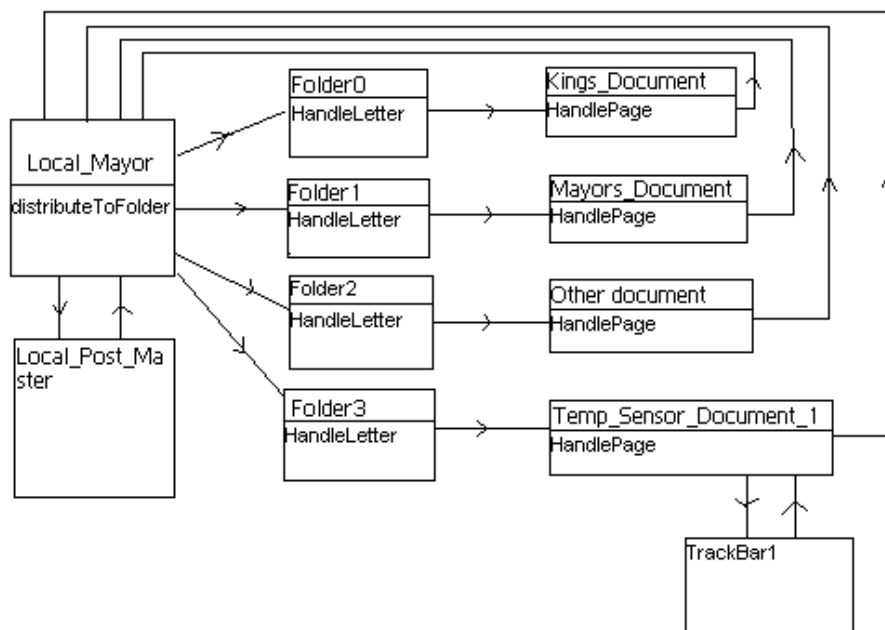 Folder0
HandleLetter
Kings_Document
HandlePage
Local_Mayor
distributeToFolder
Folder1
HandleLetter
Mayors_Document
HandlePage
Folder2
HandleLetter
Other document
HandlePage
Local_Post_Ma
ster
Folder3
HandleLetter
Temp_Sensor_Document_1
HandlePage
TrackBar1